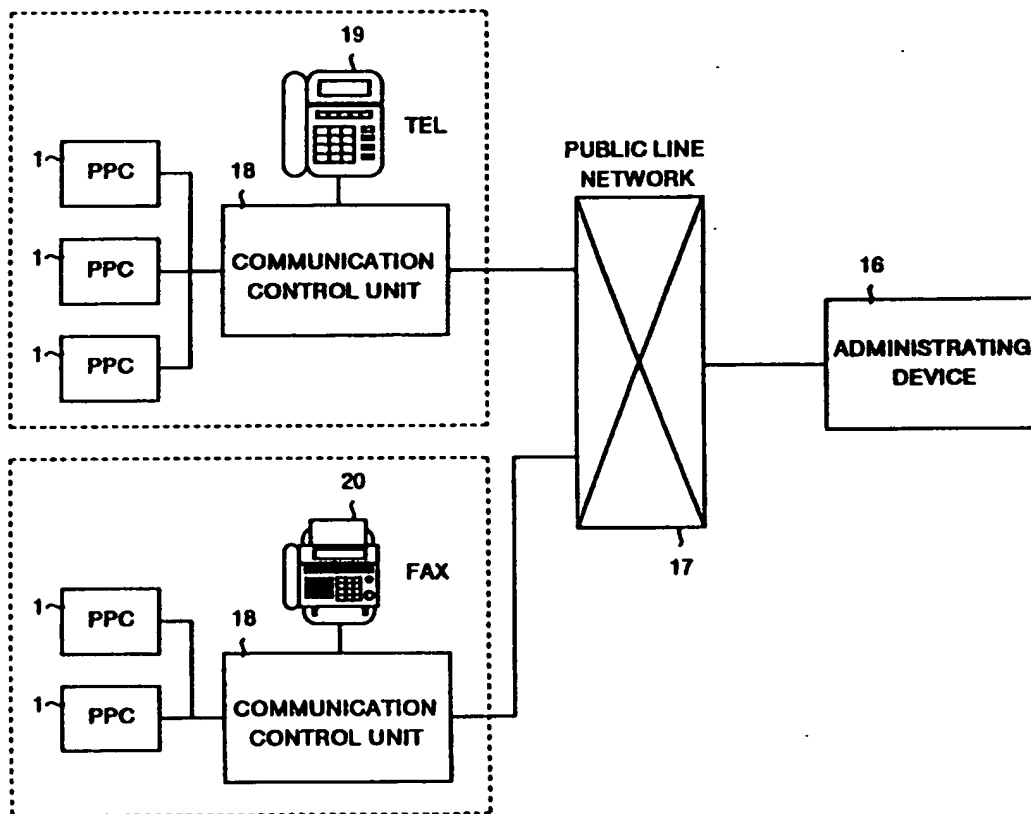 19
TEL
1
PPC
18
1
PPC
COMMUNICATION
CONTROL UNIT
1
PPC
PUBLIC LINE
NETWORK
16
ADMINISTRATING
DEVICE
17
20
FAX
1
PPC
18
1
PPC
COMMUNICATION
CONTROL UNIT